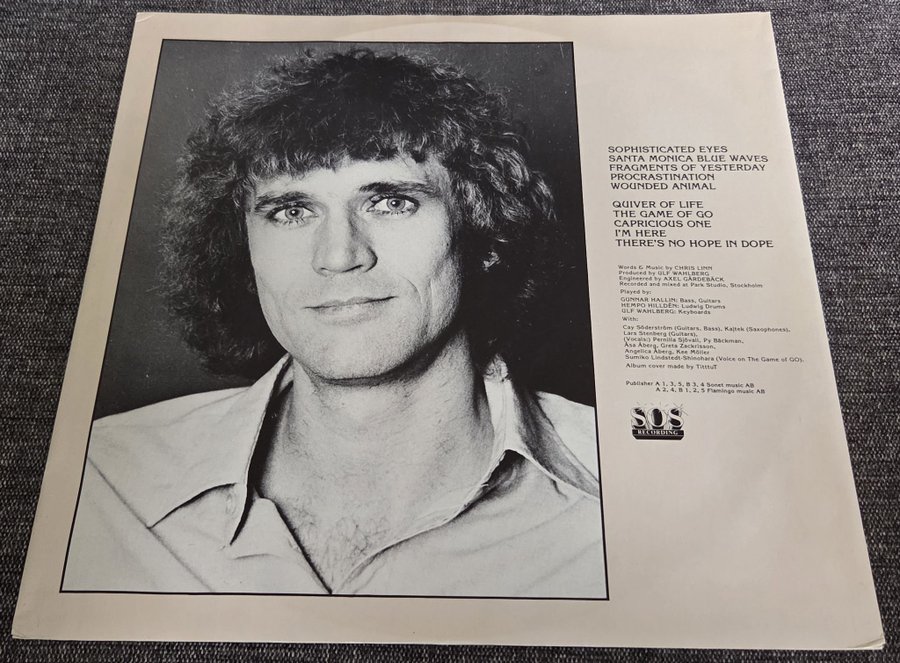 SOPHISTICATED EYES
SANTA MONICA BLUE WAVES
FRAGMENTS OF YESTERDAY
PROCRASTINATION
WOUNDED ANIMAL
QUIVER OF LIFE
THE GAME OF GO
CAPRICIOUS ONE
I'M HERE
THERE'S NO HOPE IN DOPE
Words & Music by CHRIS LINN
Produced by ULF WAHLBERG
Engineered by AXEL GÄRDEBÄCK
Recorded and mixed at Park Studio, Stockholm
Played by:
GUNNAR HALLIN: Bass, Guitars
HEMPO HILLDÉN: Ludwig Drums
ULF WAHLBERG: Keyboards
With:
Cay Söderström (Guitars, Bass), Kajtek (Saxophones),
Lars Stenberg (Guitars),
(Vocals:) Pernilla Sjövall, Py Bäckman,
Åsa Åberg, Greta Zackrisson,
Angelica Åberg, Kee Möller
Sumiko Lindstedt-Shinohara (Voice on The Game of GO).
Album cover made by TitttuT
Publisher A 1, 3, 5, B 3, 4 Sonet music AB
A 2, 4, B 1, 2, 5 Flamingo music AB
SOS
RECORDING